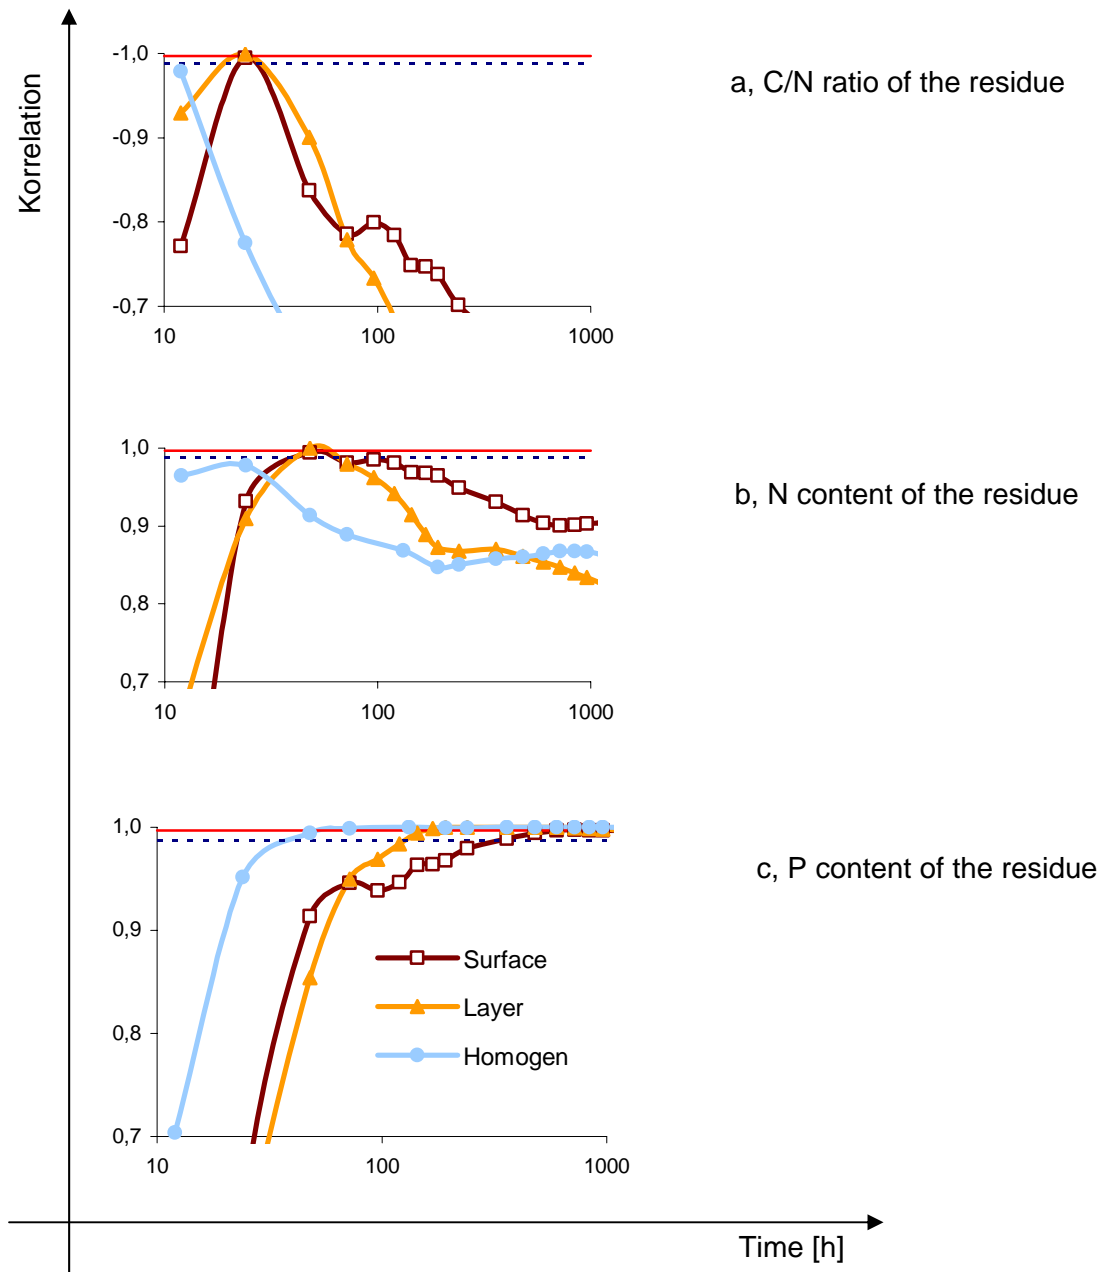 Korrelation
-1,0
-0,9
-0,8
-0,7
10 100 1000
a, C/N ratio of the residue
1,0
0,9
0,8
0,7
10 100 1000
b, N content of the residue
1,0
0,9
0,8
0,7
10 100 1000
c, P content of the residue
Surface
Layer
Homogen
Time [h]